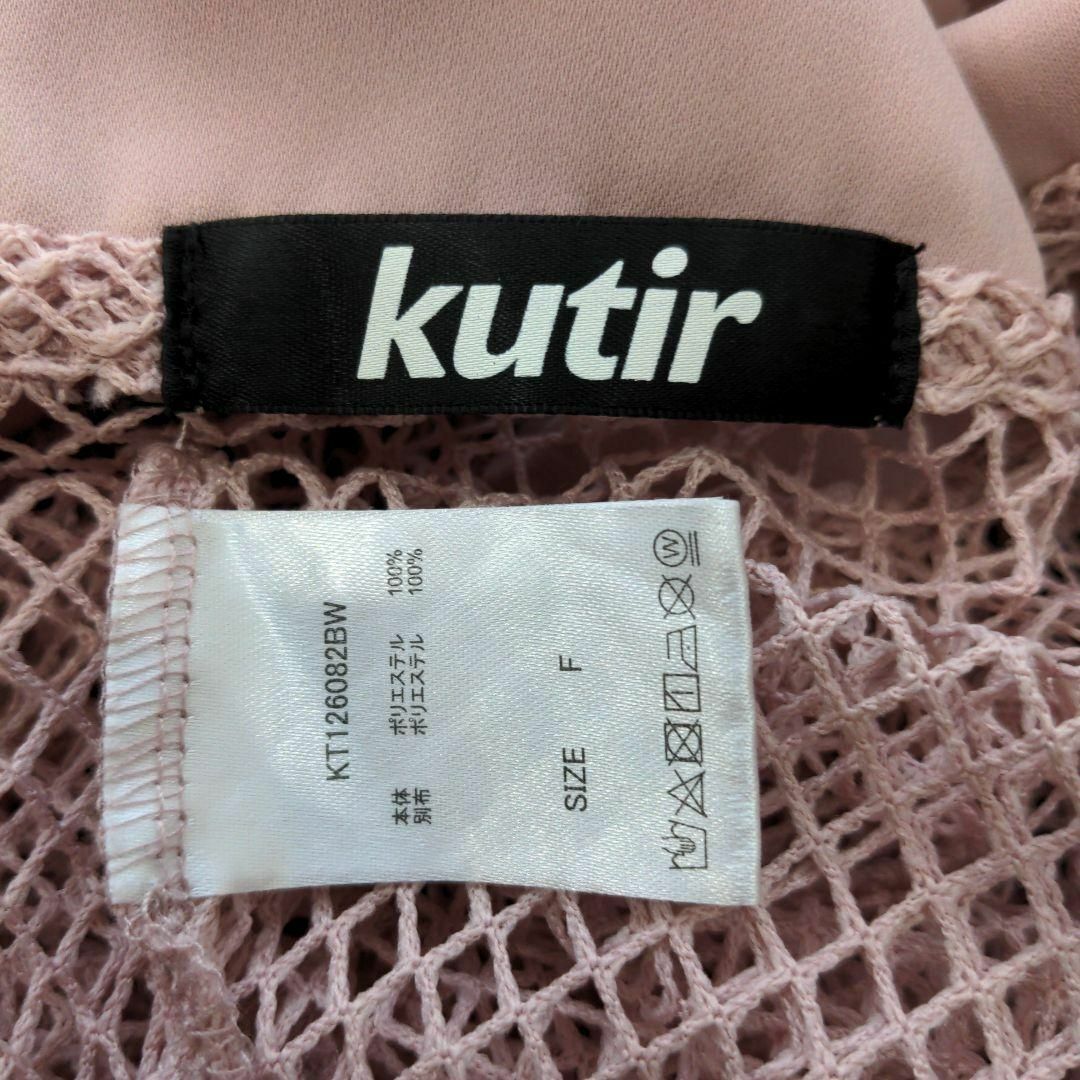 kutir
KT126082BW
本体 ポリエステル 100%
別布 ポリエステル 100%
SIZE F
W